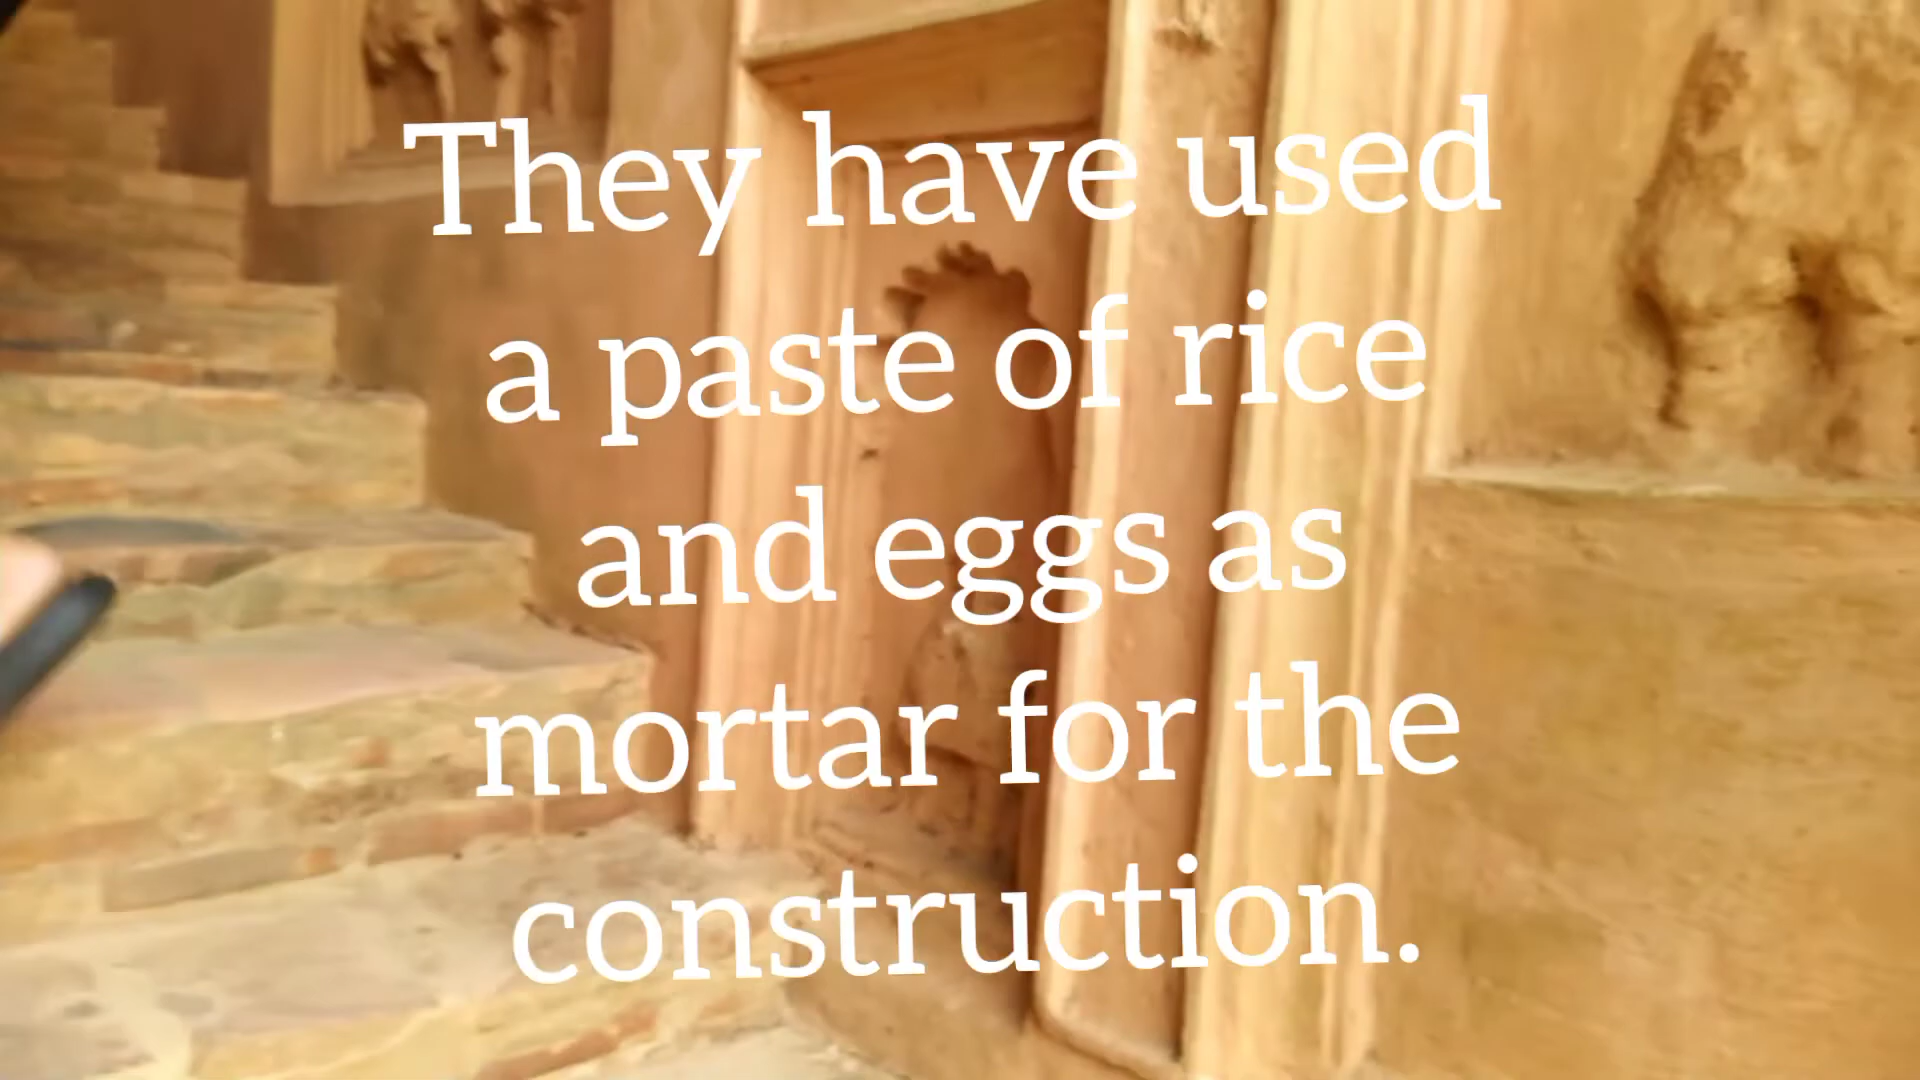 They have used
a paste of rice
and eggs as
mortar for the
construction.